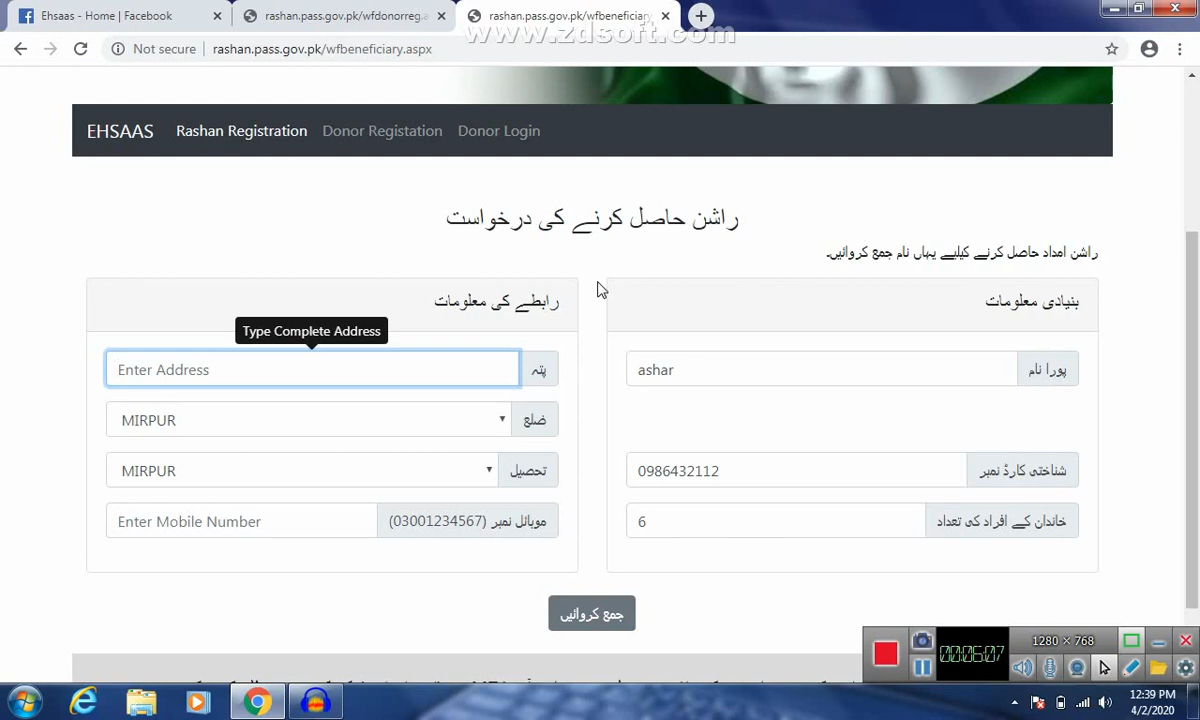 Ehsaas - Home | Facebook
rashan.pass.gov.pk/wfdonorreg.a
rashan.pass.gov.pk/wfbeneficiary
www.zdsoft.com
Not secure
rashan.pass.gov.pk/wfbeneficiary.aspx
EHSAAS
Rashan Registration
Donor Registation
Donor Login
راشن حاصل کرنے کی درخواست
راشن امداد حاصل کرنے کیلیے یہاں نام جمع کروائیں۔
بنیادی معلومات
پورا نام
ashar
شناختی کارڈ نمبر
0986432112
خاندان کے افراد کی تعداد
6
رابطے کی معلومات
Type Complete Address
پتہ
Enter Address
ضلع
MIRPUR
تحصیل
MIRPUR
موبائل نمبر (03001234567)
Enter Mobile Number
جمع کروائیں
1280 × 768
00:06:07
12:39 PM
4/2/2020